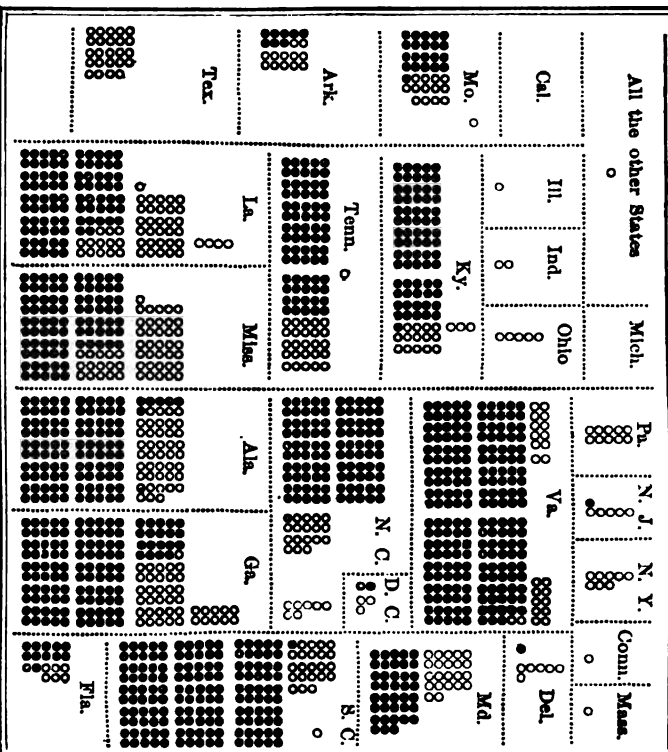 All the other States
Mich.
Pa.
N. J.
N. Y.
Conn.
Mass.
Cal.
Ill.
Ind.
Ohio
Va.
Del.
Mo.
Ky.
N. C.
D. C.
Md.
Ark.
Tenn.
S. C.
Tex.
La.
Miss.
Ala.
Ga.
Fla.